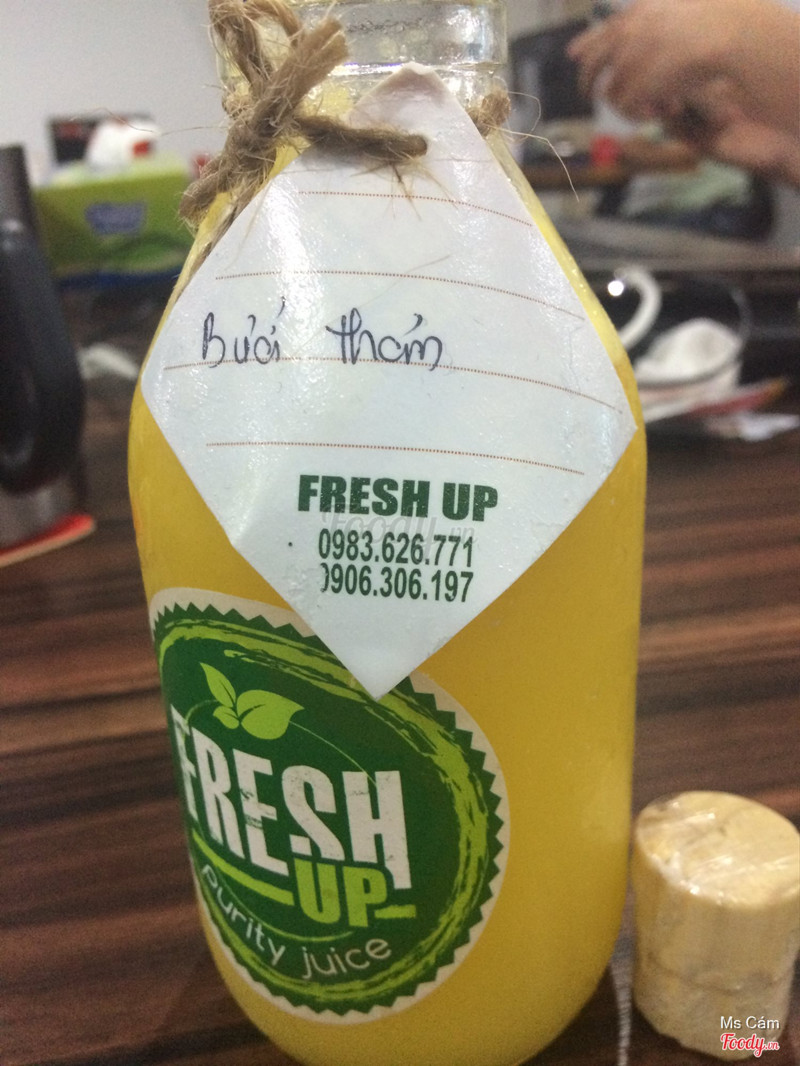 Bưởi thơm
FRESH UP
0983.626.771
0906.306.197
FRESH
UP
purity juice
Ms Cám
Foody.vn